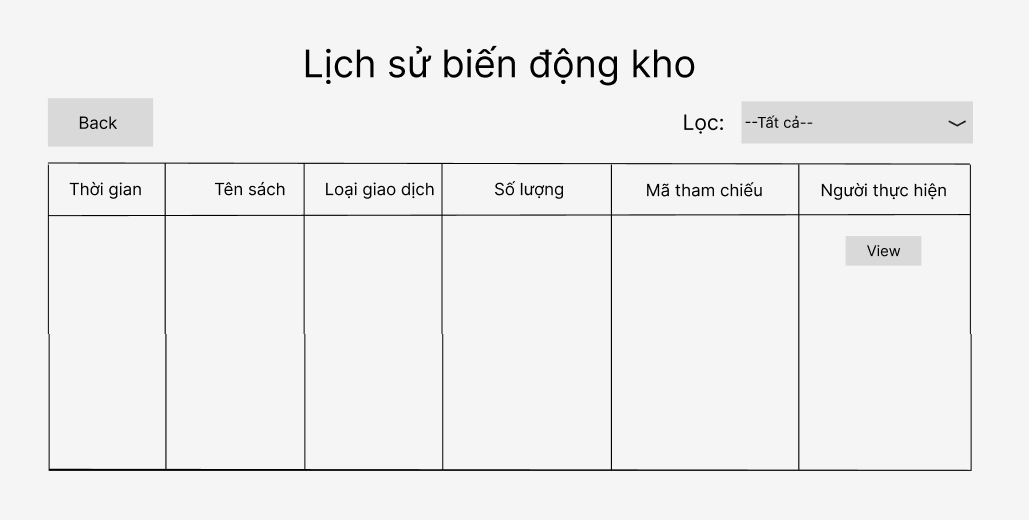 Lịch sử biến động kho
Back
Lọc: --Tất cả--
Thời gian Tên sách Loại giao dịch Số lượng Mã tham chiếu Người thực hiện
View